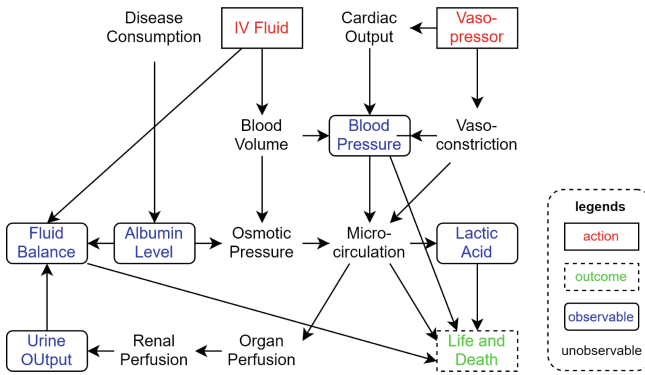 Disease
Consumption
IV Fluid
Cardiac
Output
Vaso-
pressor
Blood
Volume
Blood
Pressure
Vaso-
constriction
Fluid
Balance
Albumin
Level
Osmotic
Pressure
Micro-
circulation
Lactic
Acid
Urine
OUtput
Renal
Perfusion
Organ
Perfusion
Life and
Death
legends
action
outcome
observable
unobservable